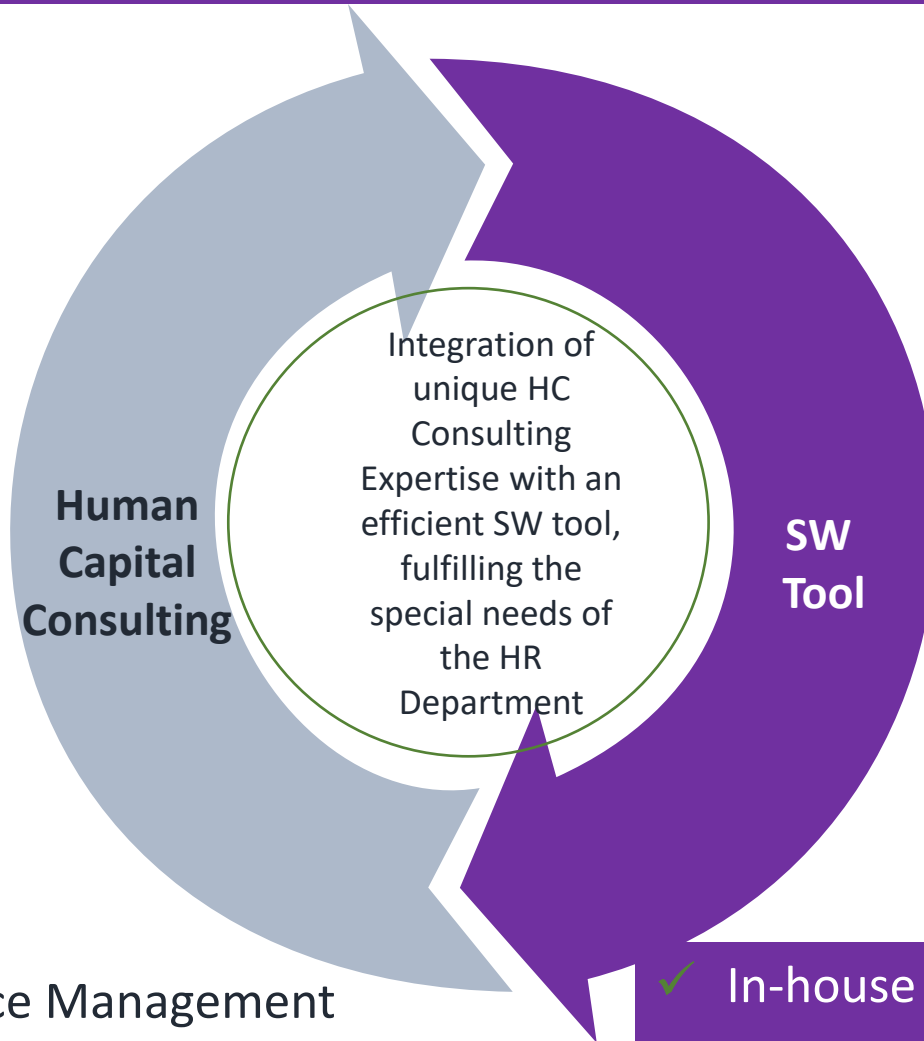 Integration of
unique HC
Consulting
Expertise with an
efficient SW tool,
fulfilling the
special needs of
the HR
Department
Human
Capital
Consulting
SW
Tool
ce Management
In-house